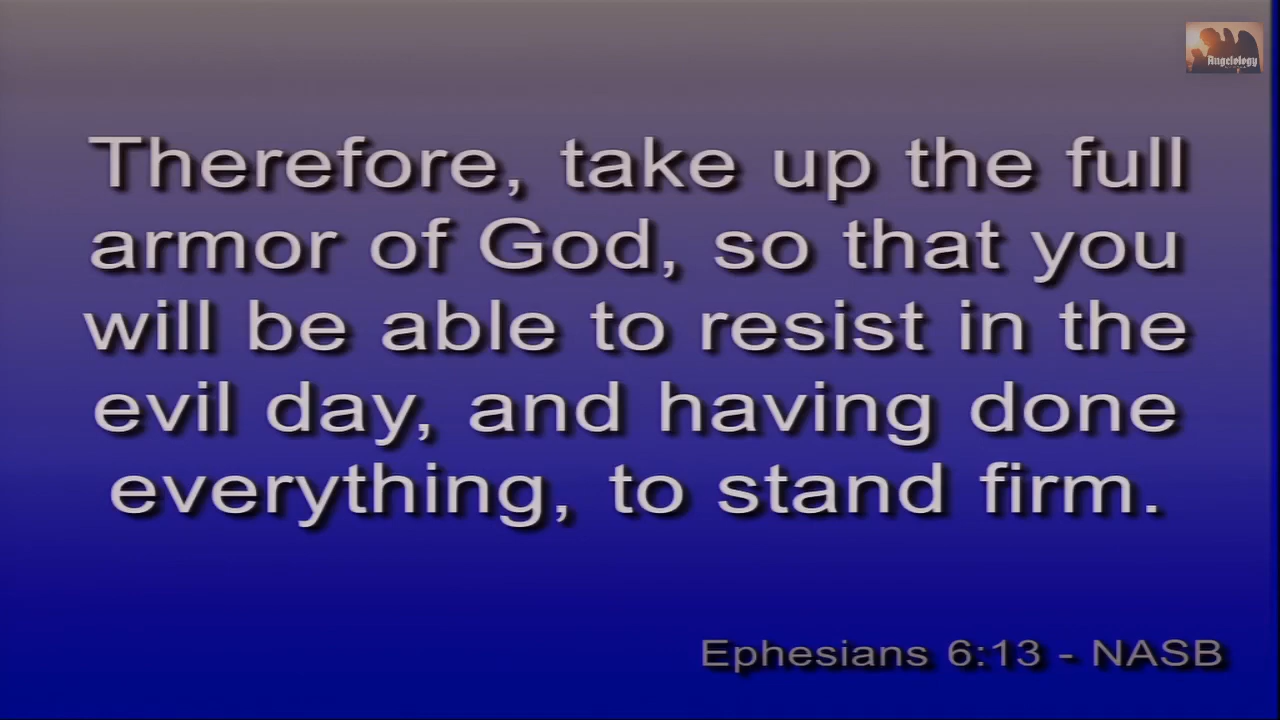 Angelology
Therefore, take up the full
armor of God, so that you
will be able to resist in the
evil day, and having done
everything, to stand firm.
Ephesians 6:13 - NASB